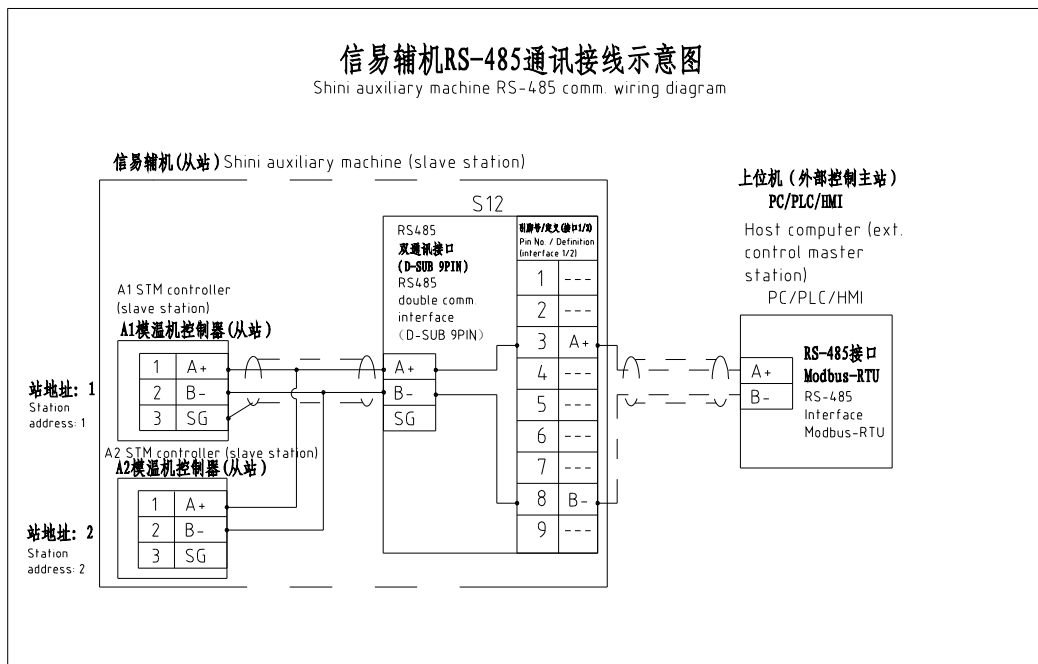 信易辅机RS-485通讯接线示意图
Shini auxiliary machine RS-485 comm. wiring diagram
信易辅机(从站) Shini auxiliary machine (slave station)
S12
RS485
双通讯接口
(D-SUB 9PIN)
RS485
double comm.
interface
(D-SUB 9PIN)
A+
B-
SG
引脚号/定义(接口1/2)
Pin No. / Definition
(interface 1/2)
1 ---
2 ---
3 A+
4 ---
5 ---
6 ---
7 ---
8 B-
9 ---
A1 STM controller
(slave station)
A1模温机控制器(从站)
1 A+
2 B-
3 SG
站地址: 1
Station
address: 1
A2 STM controller (slave station)
A2模温机控制器(从站)
1 A+
2 B-
3 SG
站地址: 2
Station
address: 2
上位机（外部控制主站）
PC/PLC/HMI
Host computer (ext.
control master
station)
PC/PLC/HMI
A+
B-
RS-485接口
Modbus-RTU
RS-485
Interface
Modbus-RTU